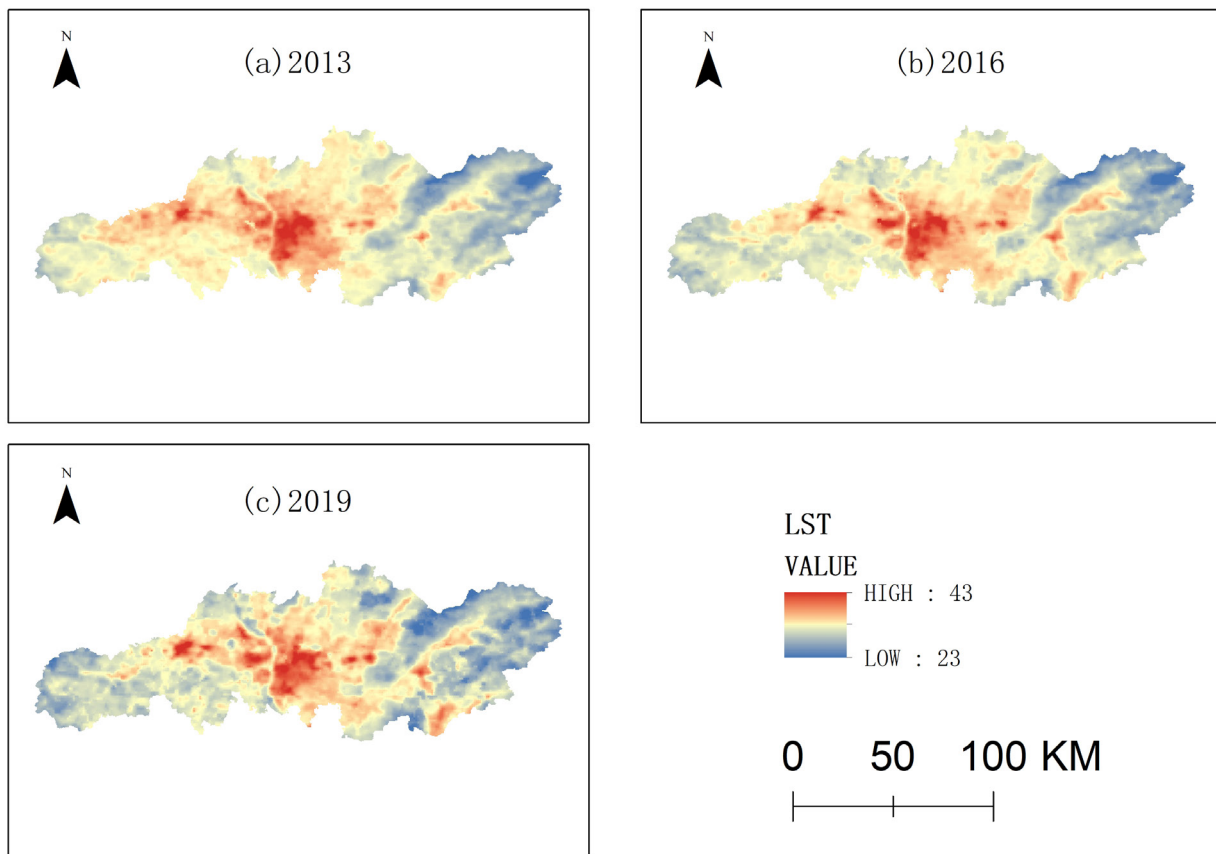 N
(a)2013
N
(b)2016
N
(c)2019
LST
VALUE
HIGH : 43
LOW : 23
0 50 100 KM